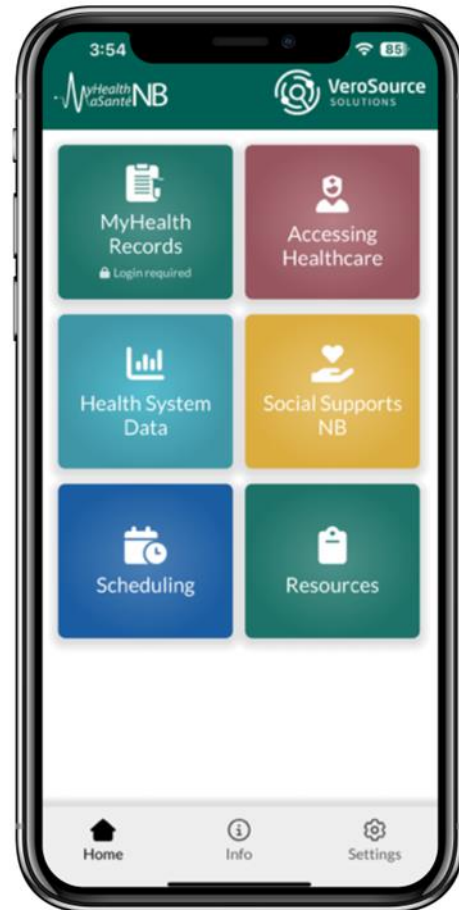 3:54
85
MyHealth
MaSanté NB
VeroSource
SOLUTIONS
MyHealth
Records
Login required
Accessing
Healthcare
Health System
Data
Social Supports
NB
Scheduling
Resources
Home
Info
Settings